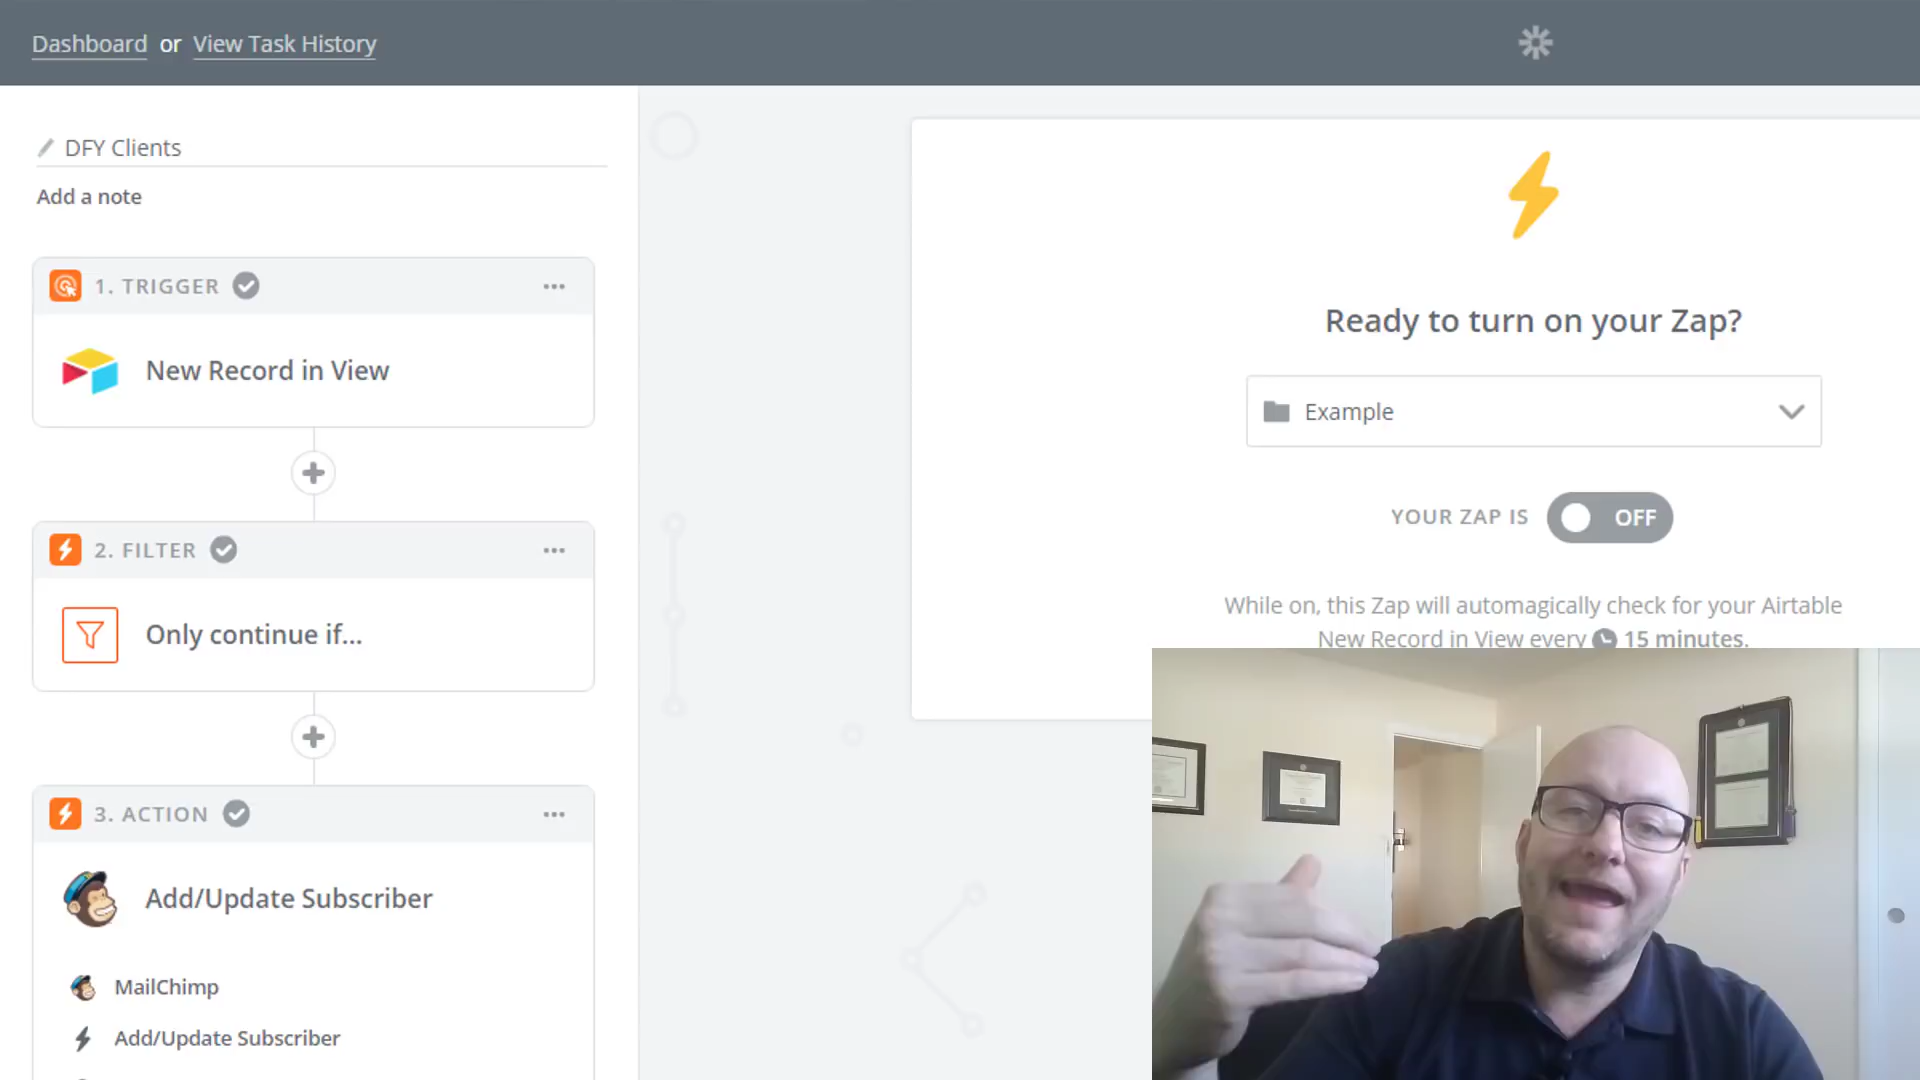 Dashboard or View Task History
DFY Clients
Add a note
1. TRIGGER
New Record in View
2. FILTER
Only continue if...
3. ACTION
Add/Update Subscriber
MailChimp
Add/Update Subscriber
Ready to turn on your Zap?
Example
YOUR ZAP IS OFF
While on, this Zap will automagically check for your Airtable
New Record in View every 15 minutes.